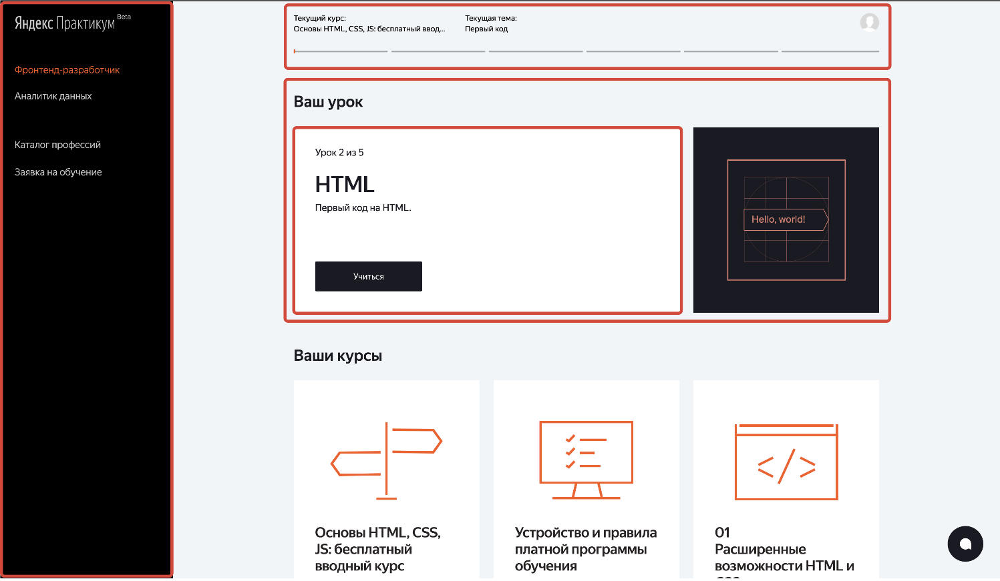 Яндекс Практикум Beta
Фронтенд-разработчик
Аналитик данных
Каталог профессий
Заявка на обучение
Текущий курс:
Основы HTML, CSS, JS: бесплатный ввод...
Текущая тема:
Первый код
Ваш урок
Урок 2 из 5
HTML
Первый код на HTML.
Учиться
Hello, world!
Ваши курсы
Основы HTML, CSS,
JS: бесплатный
вводный курс
Устройство и правила
платной программы
обучения
01
Расширенные
возможности HTML и